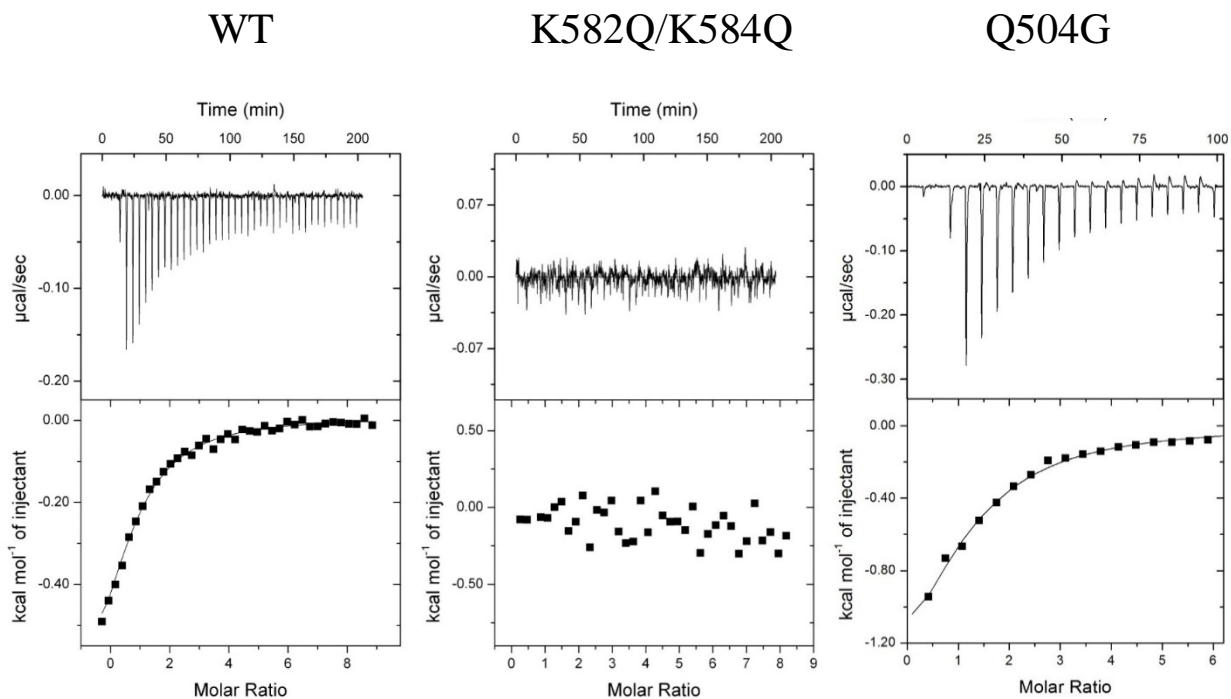 WT K582Q/K584Q Q504G
Time (min) Time (min)
0 50 100 150 200 0 50 100 150 200 0 25 50 75 100
0.00
-0.10
-0.20
µcal/sec
0.07
0.00
-0.07
µcal/sec
0.00
-0.10
-0.20
-0.30
µcal/sec
0.00
-0.20
-0.40
kcal mol⁻¹ of injectant
0.50
0.00
-0.50
kcal mol⁻¹ of injectant
0.00
-0.40
-0.80
-1.20
kcal mol⁻¹ of injectant
0 2 4 6 8 0 1 2 3 4 5 6 7 8 9 0 1 2 3 4 5 6
Molar Ratio Molar Ratio Molar Ratio